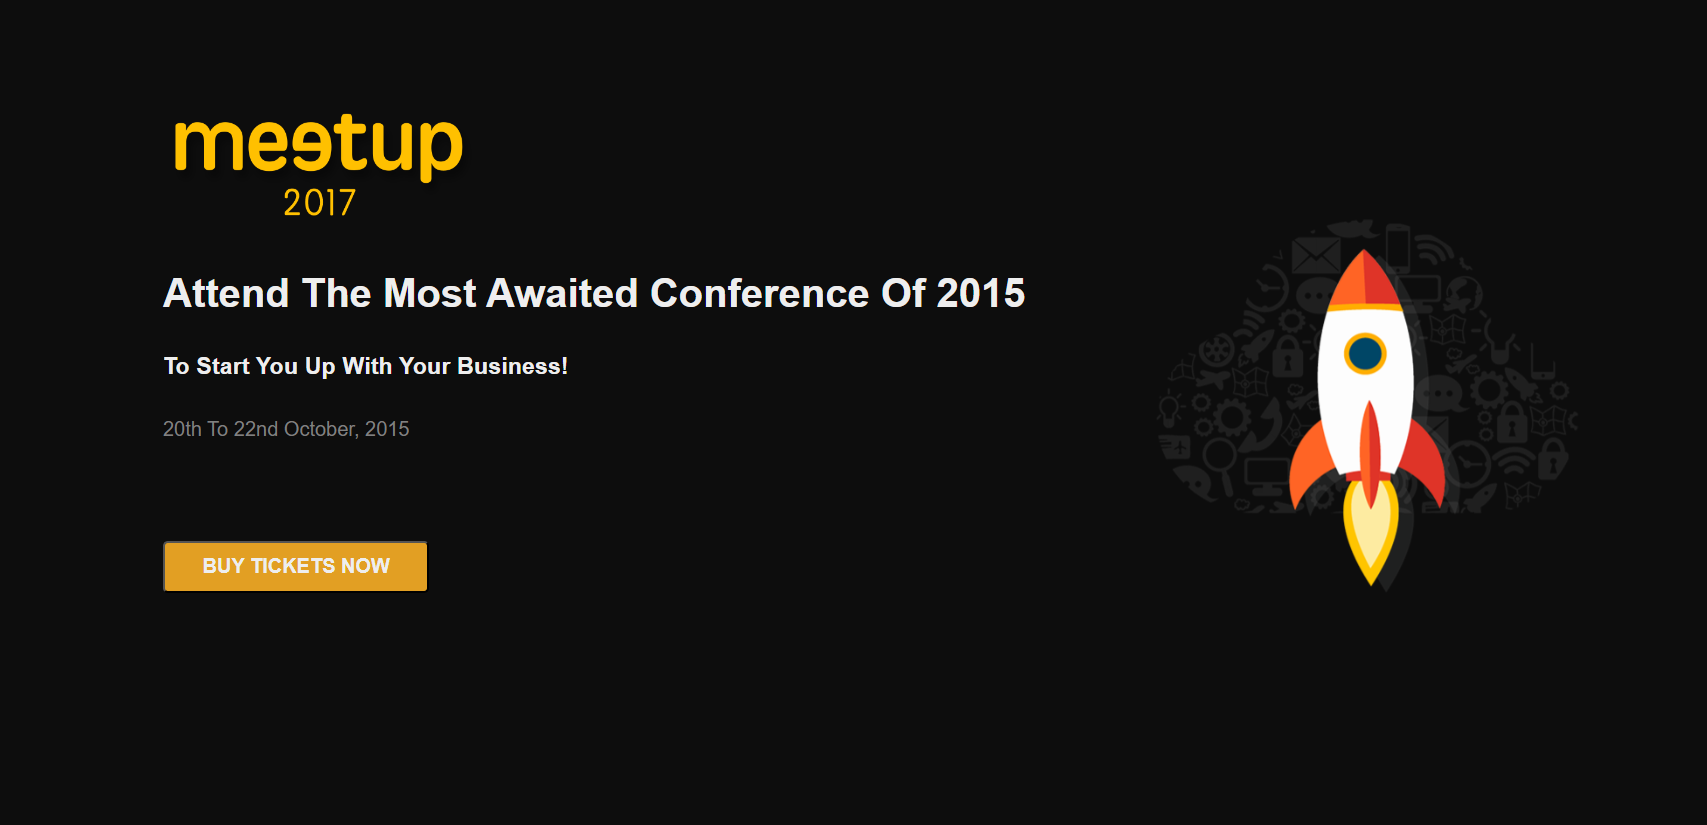 meetup
2017
Attend The Most Awaited Conference Of 2015
To Start You Up With Your Business!
20th To 22nd October, 2015
BUY TICKETS NOW